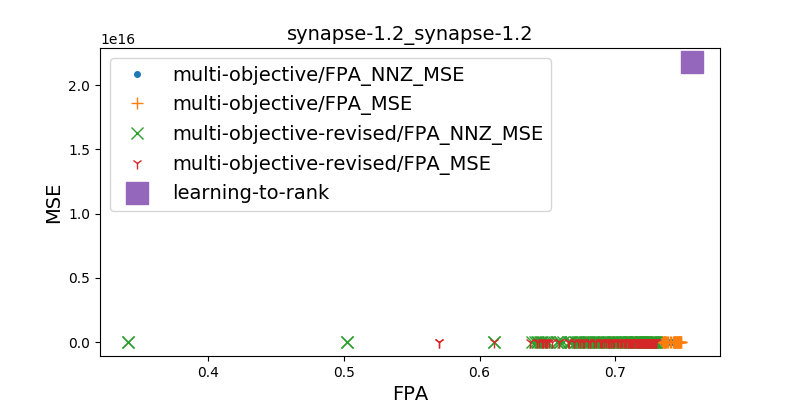 synapse-1.2_synapse-1.2
1e16
multi-objective/FPA_NNZ_MSE
multi-objective/FPA_MSE
multi-objective-revised/FPA_NNZ_MSE
multi-objective-revised/FPA_MSE
learning-to-rank
MSE
2.0
1.5
1.0
0.5
0.0
0.4 0.5 0.6 0.7
FPA